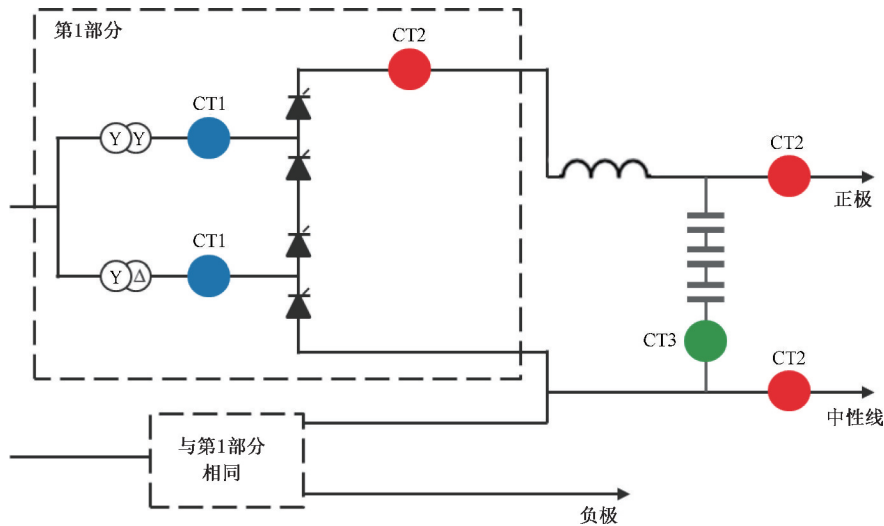 第1部分
CT2
CT1
Y Y
CT2
正极
CT1
Y Δ
CT3
CT2
中性线
与第1部分
相同
负极